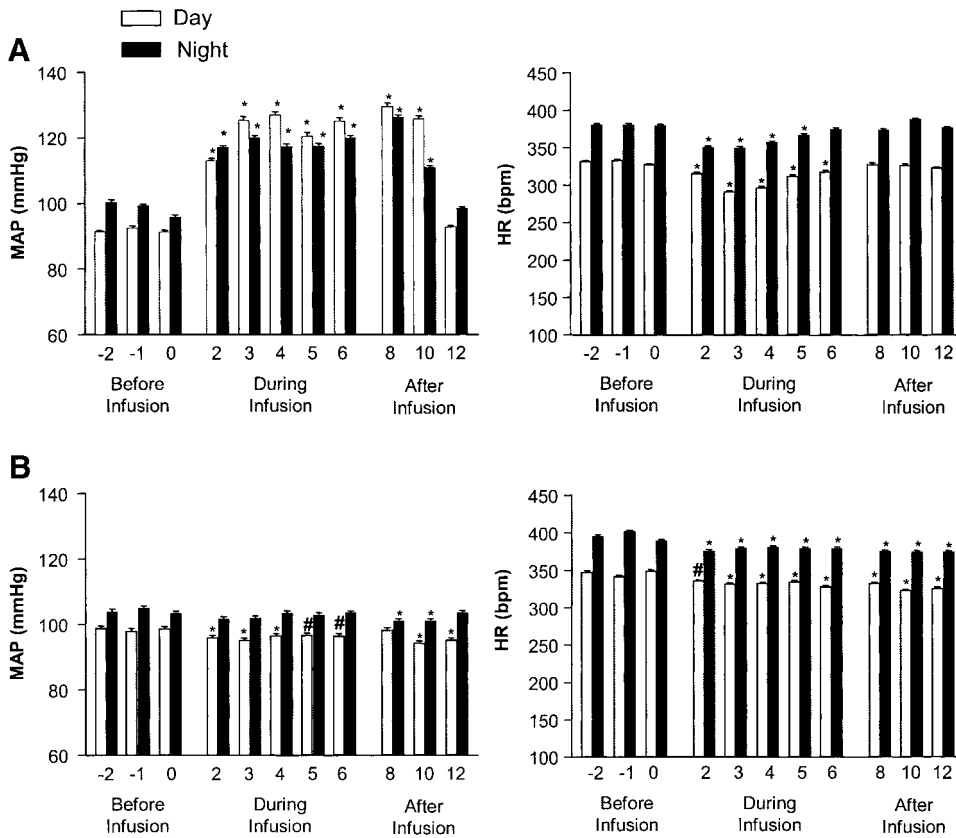 Day
Night
A
MAP (mmHg)
140
120
100
80
60
-2 -1 0 2 3 4 5 6 8 10 12
Before Infusion
During Infusion
After Infusion
* * * * * * * * * * * * * *
HR (bpm)
450
400
350
300
250
200
150
100
-2 -1 0 2 3 4 5 6 8 10 12
Before Infusion
During Infusion
After Infusion
* * * * * * * * *
B
MAP (mmHg)
140
120
100
80
60
-2 -1 0 2 3 4 5 6 8 10 12
Before Infusion
During Infusion
After Infusion
* * * # # * * * *
HR (bpm)
450
400
350
300
250
200
150
100
-2 -1 0 2 3 4 5 6 8 10 12
Before Infusion
During Infusion
After Infusion
# * * * * * * * * * * * * * * *